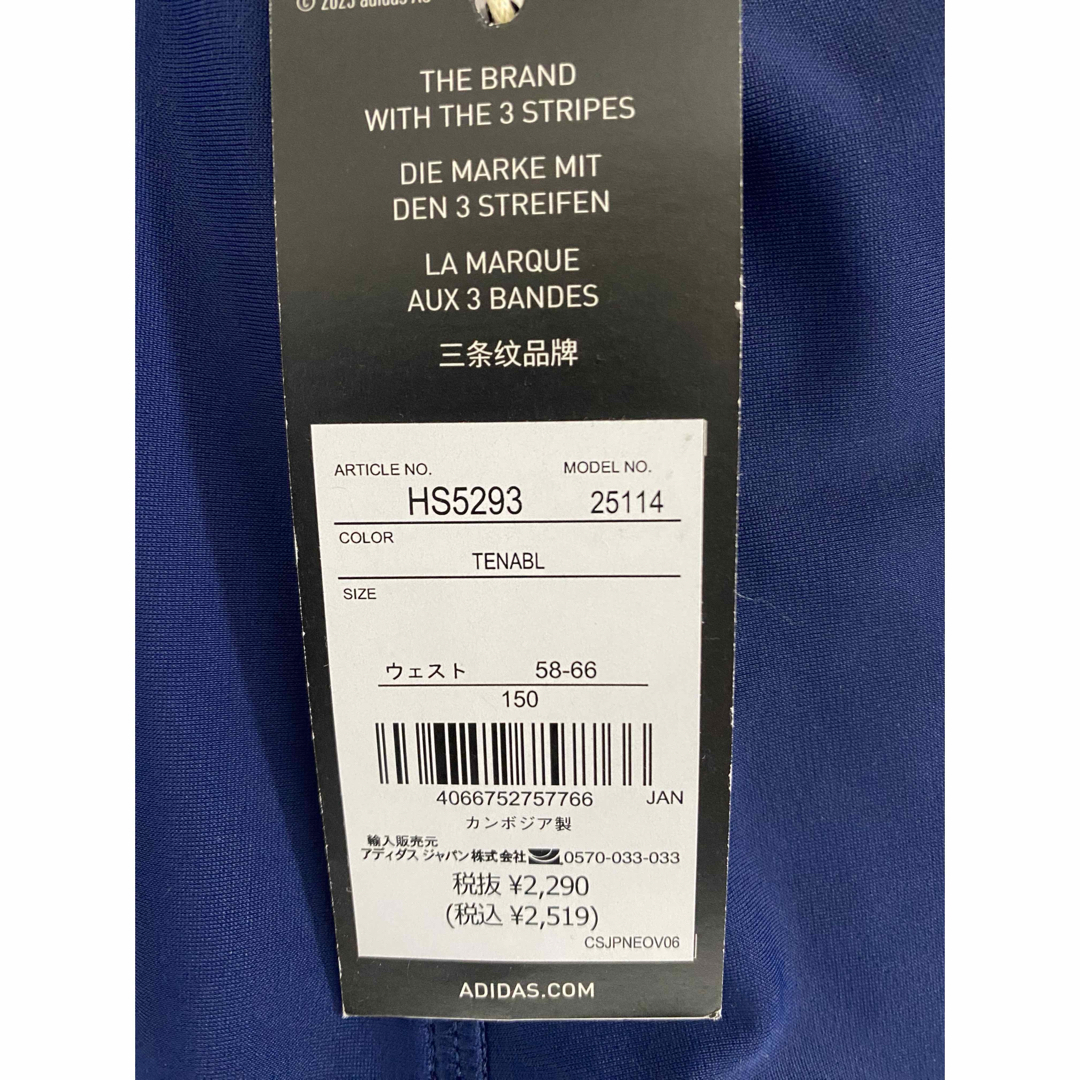 © 2023 adidas AG
THE BRAND
WITH THE 3 STRIPES
DIE MARKE MIT
DEN 3 STREIFEN
LA MARQUE
AUX 3 BANDES
三条纹品牌
ARTICLE NO. MODEL NO.
HS5293 25114
COLOR
TENABL
SIZE
ウェスト 58-66
150
4066752757766 JAN
カンボジア製
輸入販売元
アディダス ジャパン株式会社 0570-033-033
税抜 ¥2,290
(税込 ¥2,519)
CSJPNEOV06
ADIDAS.COM